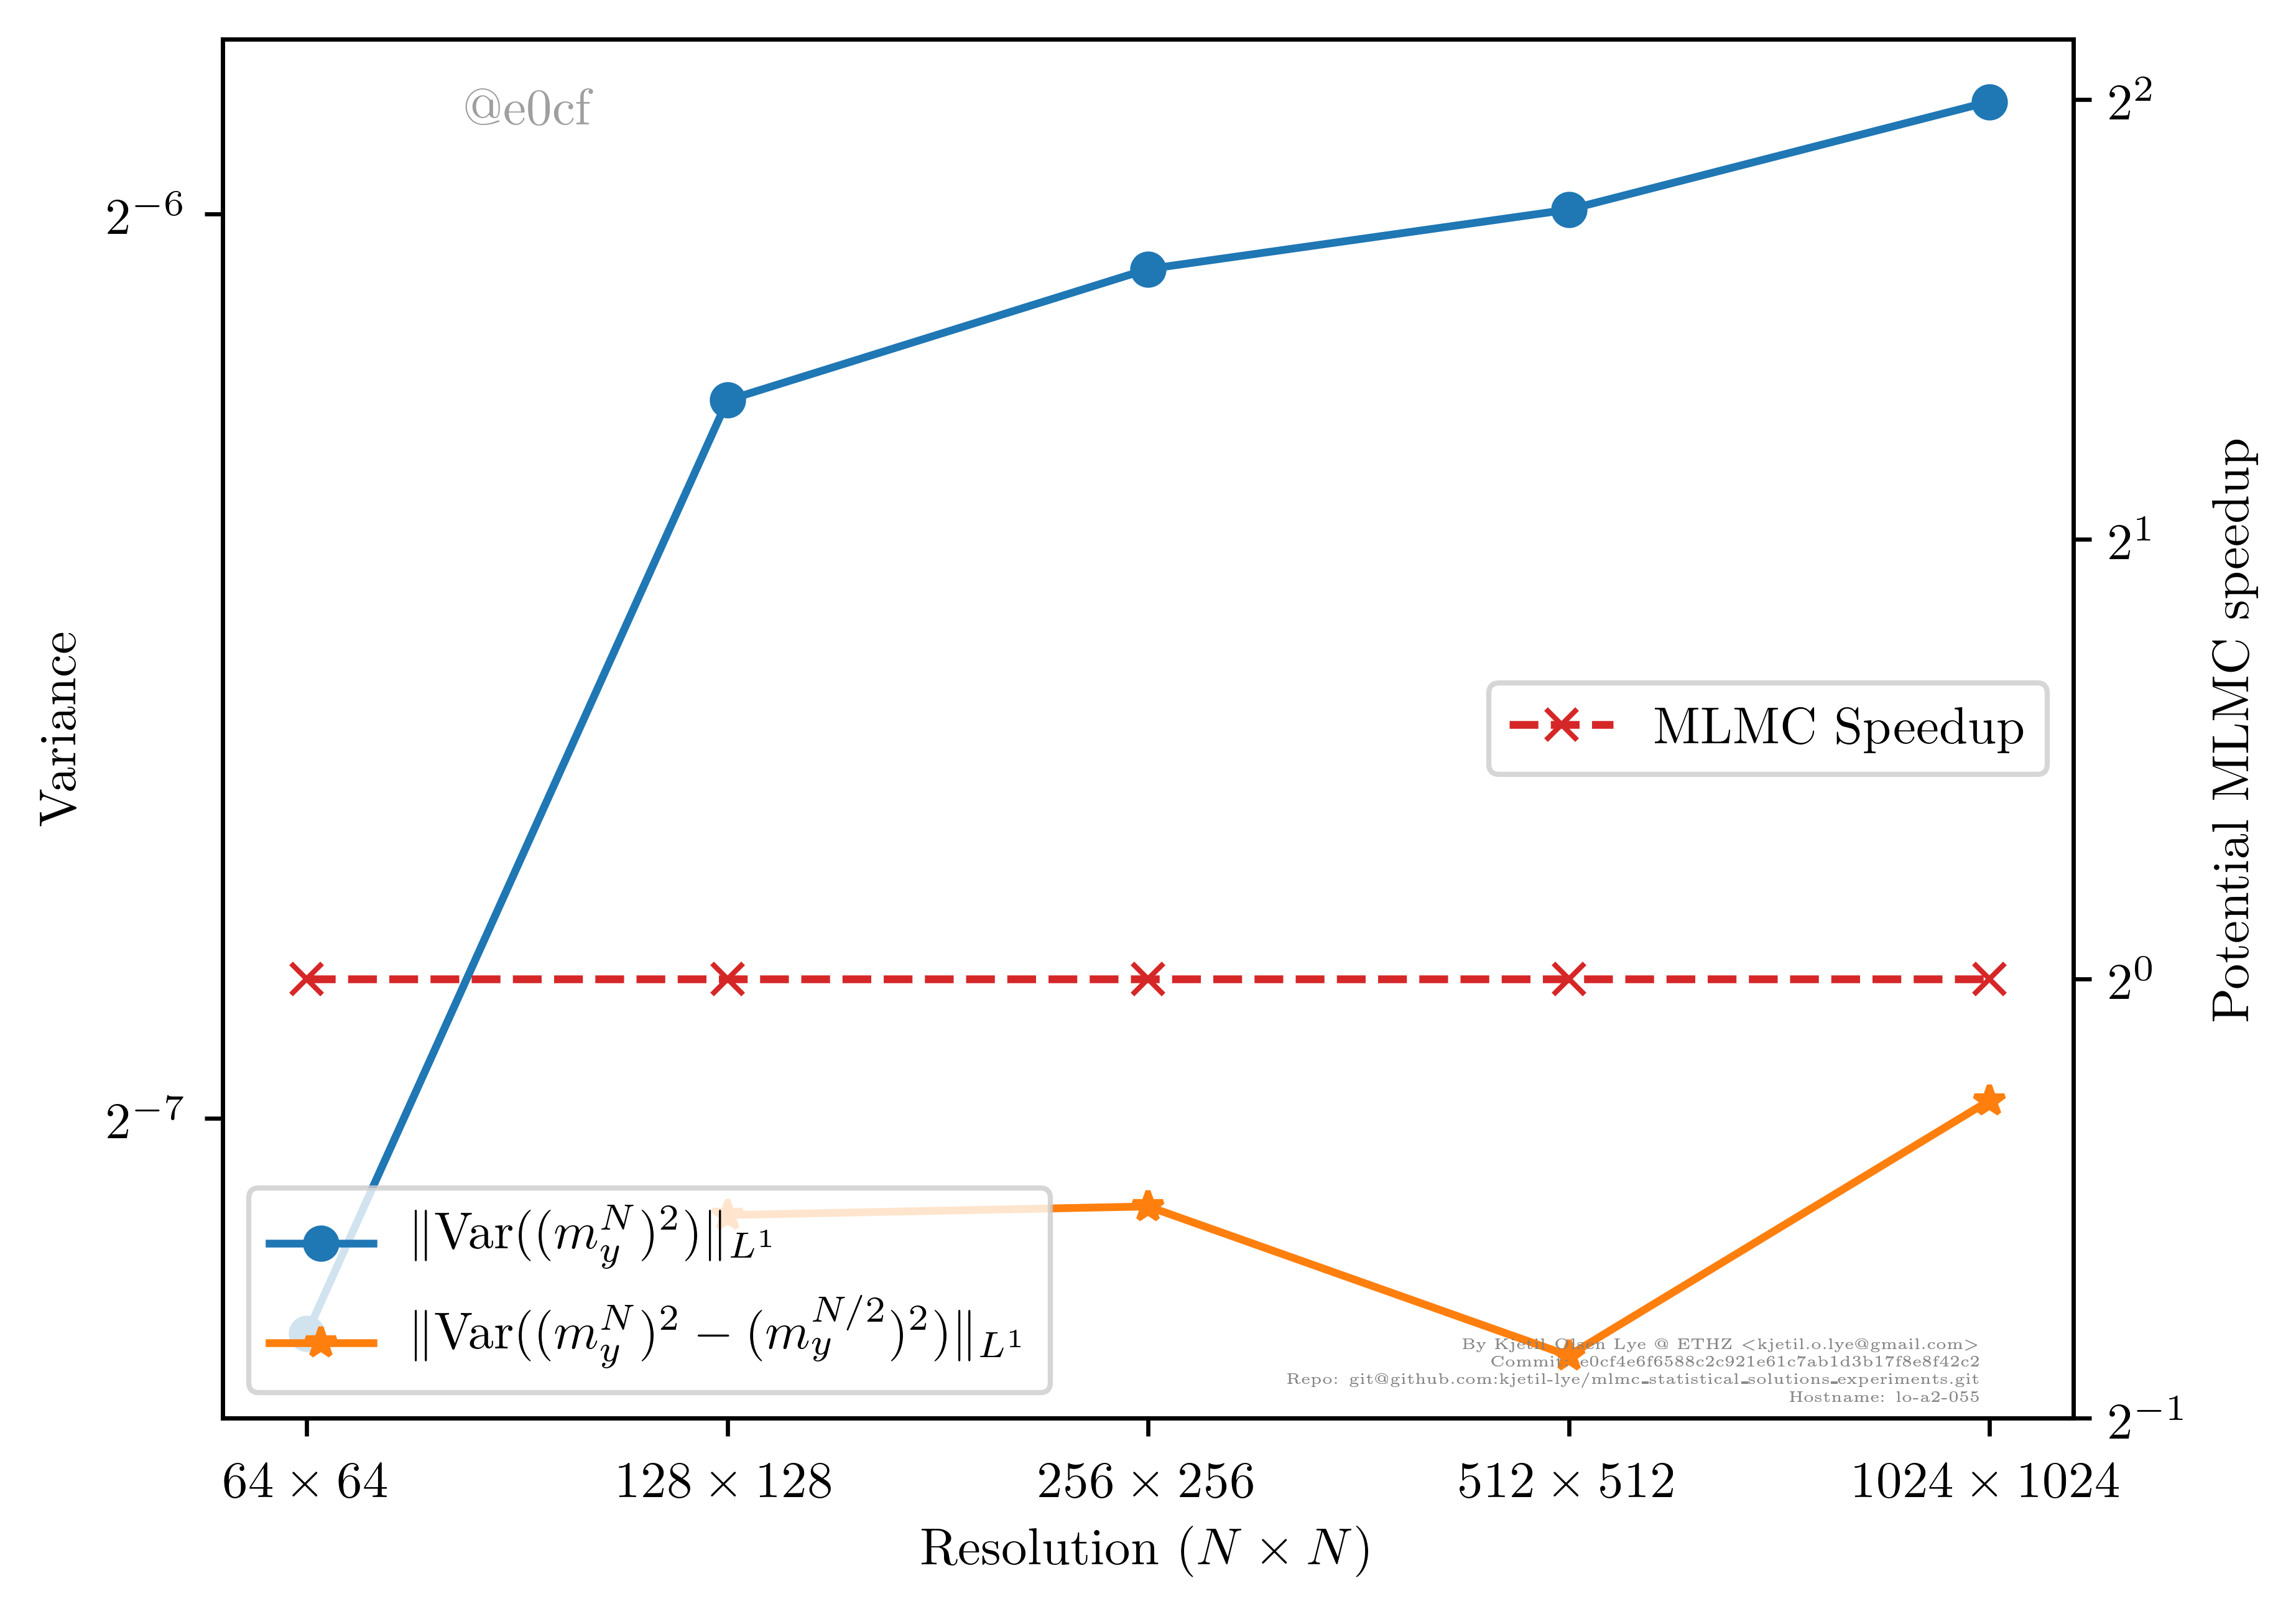 @e0cf
2^{-6}
2^{-7}
Variance
2^2
2^1
2^0
2^{-1}
Potential MLMC speedup
MLMC Speedup
‖Var((m_y^N)^2)‖_{L^1}
‖Var((m_y^N)^2 − (m_y^{N/2})^2)‖_{L^1}
By Kjetil Olsen Lye @ ETHZ <kjetil.o.lye@gmail.com>
Commit: e0cf4e6f6588c2c921e61c7ab1d3b17f8e8f42c2
Repo: git@github.com:kjetil-lye/mlmc_statistical_solutions_experiments.git
Hostname: lo-a2-055
64 × 64 128 × 128 256 × 256 512 × 512 1024 × 1024
Resolution (N × N)